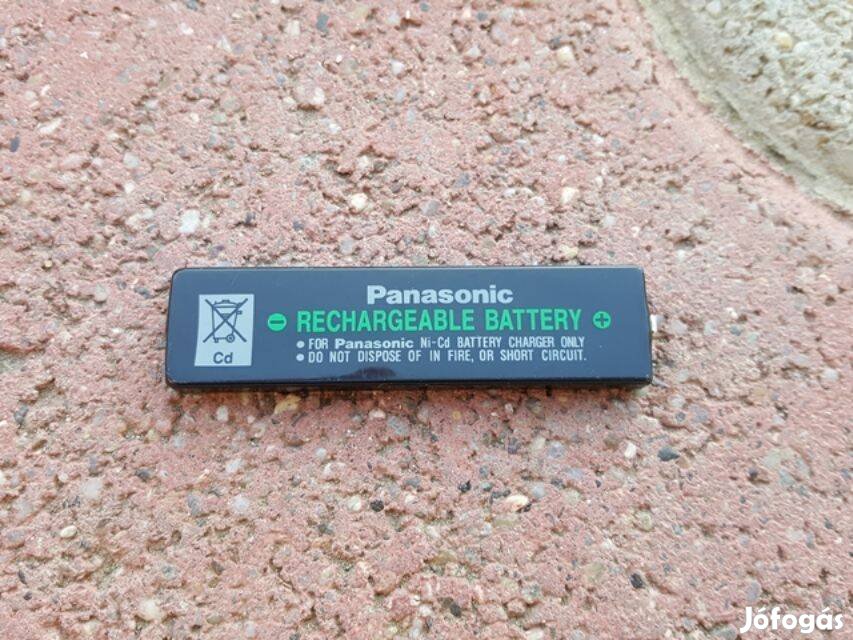 Panasonic
⊖ RECHARGEABLE BATTERY ⊕
• FOR Panasonic Ni-Cd BATTERY CHARGER ONLY
• DO NOT DISPOSE OF IN FIRE, OR SHORT CIRCUIT.
Cd
Jófogás